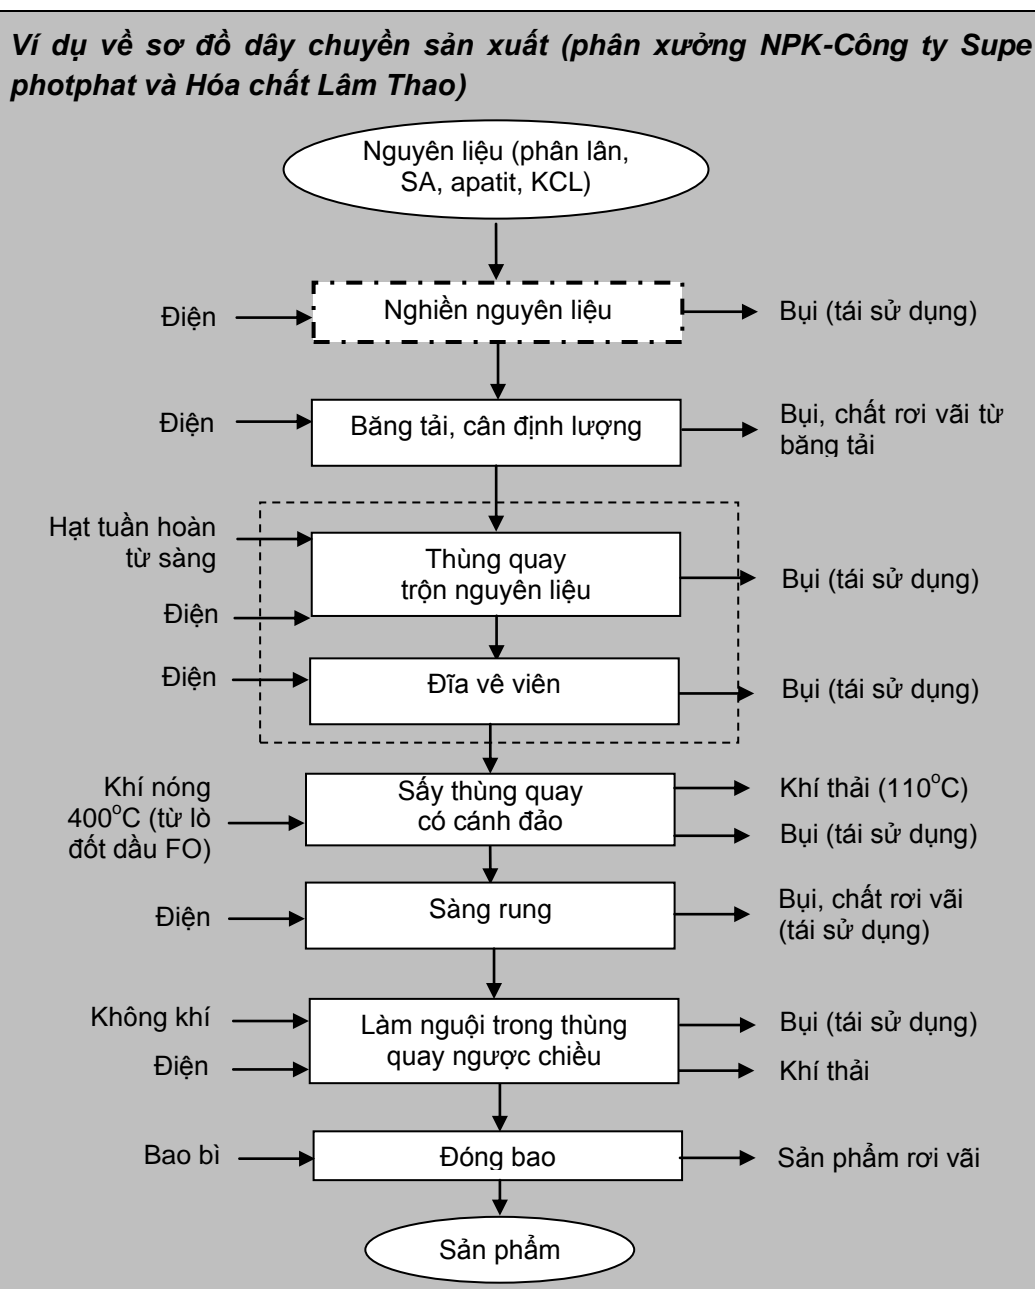 Ví dụ về sơ đồ dây chuyền sản xuất (phân xưởng NPK-Công ty Supe
photphat và Hóa chất Lâm Thao)
Nguyên liệu (phân lân,
SA, apatit, KCL)
Điện
Nghiền nguyên liệu
Bụi (tái sử dụng)
Điện
Băng tải, cân định lượng
Bụi, chất rơi vãi từ
băng tải
Hạt tuần hoàn
từ sàng
Điện
Thùng quay
trộn nguyên liệu
Bụi (tái sử dụng)
Điện
Đĩa vê viên
Bụi (tái sử dụng)
Khí nóng
400°C (từ lò
đốt dầu FO)
Sấy thùng quay
có cánh đảo
Khí thải (110°C)
Bụi (tái sử dụng)
Điện
Sàng rung
Bụi, chất rơi vãi
(tái sử dụng)
Không khí
Điện
Làm nguội trong thùng
quay ngược chiều
Bụi (tái sử dụng)
Khí thải
Bao bì
Đóng bao
Sản phẩm rơi vãi
Sản phẩm